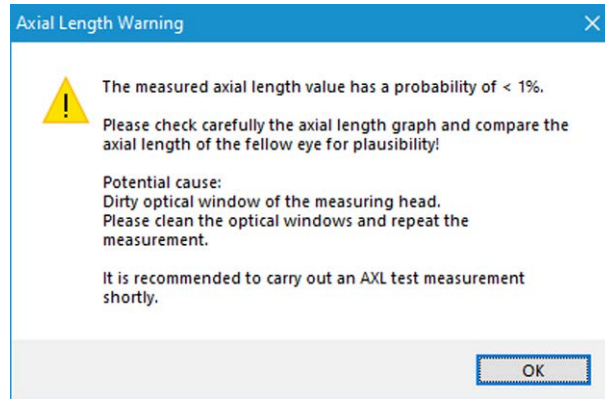 Axial Length Warning
The measured axial length value has a probability of < 1%.
Please check carefully the axial length graph and compare the
axial length of the fellow eye for plausibility!
Potential cause:
Dirty optical window of the measuring head.
Please clean the optical windows and repeat the
measurement.
It is recommended to carry out an AXL test measurement
shortly.
OK